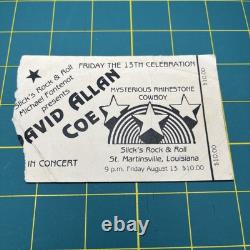 FRIDAY THE 13TH CELEBRATION
Slick's Rock & Roll
Michael Fontenot
presents
DAVID ALLAN
COE
IN CONCERT
MYSTERIOUS RHINESTONE
COWBOY
Slick's Rock & Roll
St. Martinsville, Louisiana
9 p.m. Friday August 13 $10.00
$10.00
$10.00